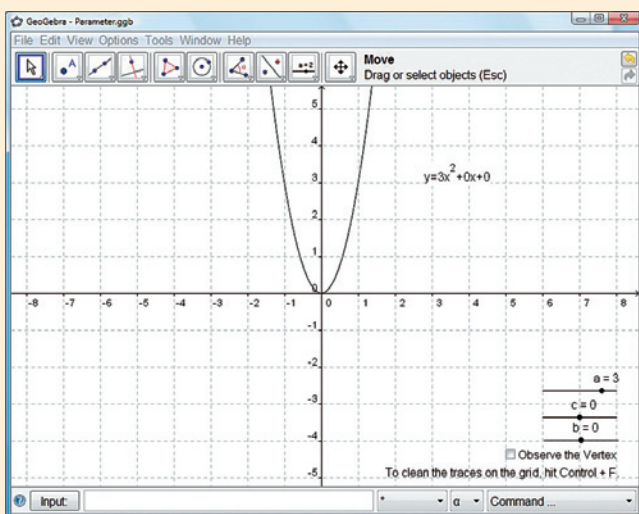 GeoGebra - Parameter.ggb
File Edit View Options Tools Window Help
A
a=2
Move
Drag or select objects (Esc)
5
4
3
2
1
0
-8 -7 -6 -5 -4 -3 -2 -1 0 1 2 3 4 5 6 7 8
-1
-2
-3
-4
-5
y=3x²+0x+0
a = 3
c = 0
b = 0
Observe the Vertex
To clean the traces on the grid, hit Control + F
Input: * α Command ...